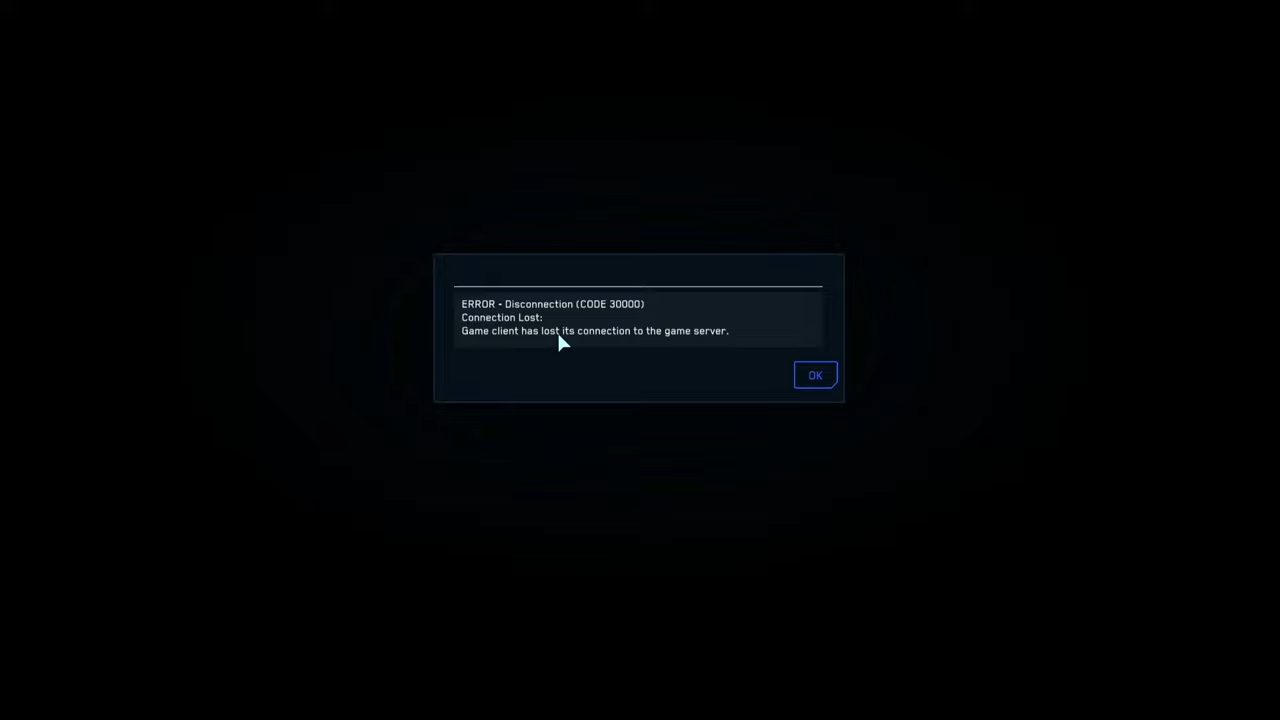 ERROR - Disconnection (CODE 30000)
Connection Lost:
Game client has lost its connection to the game server.
OK